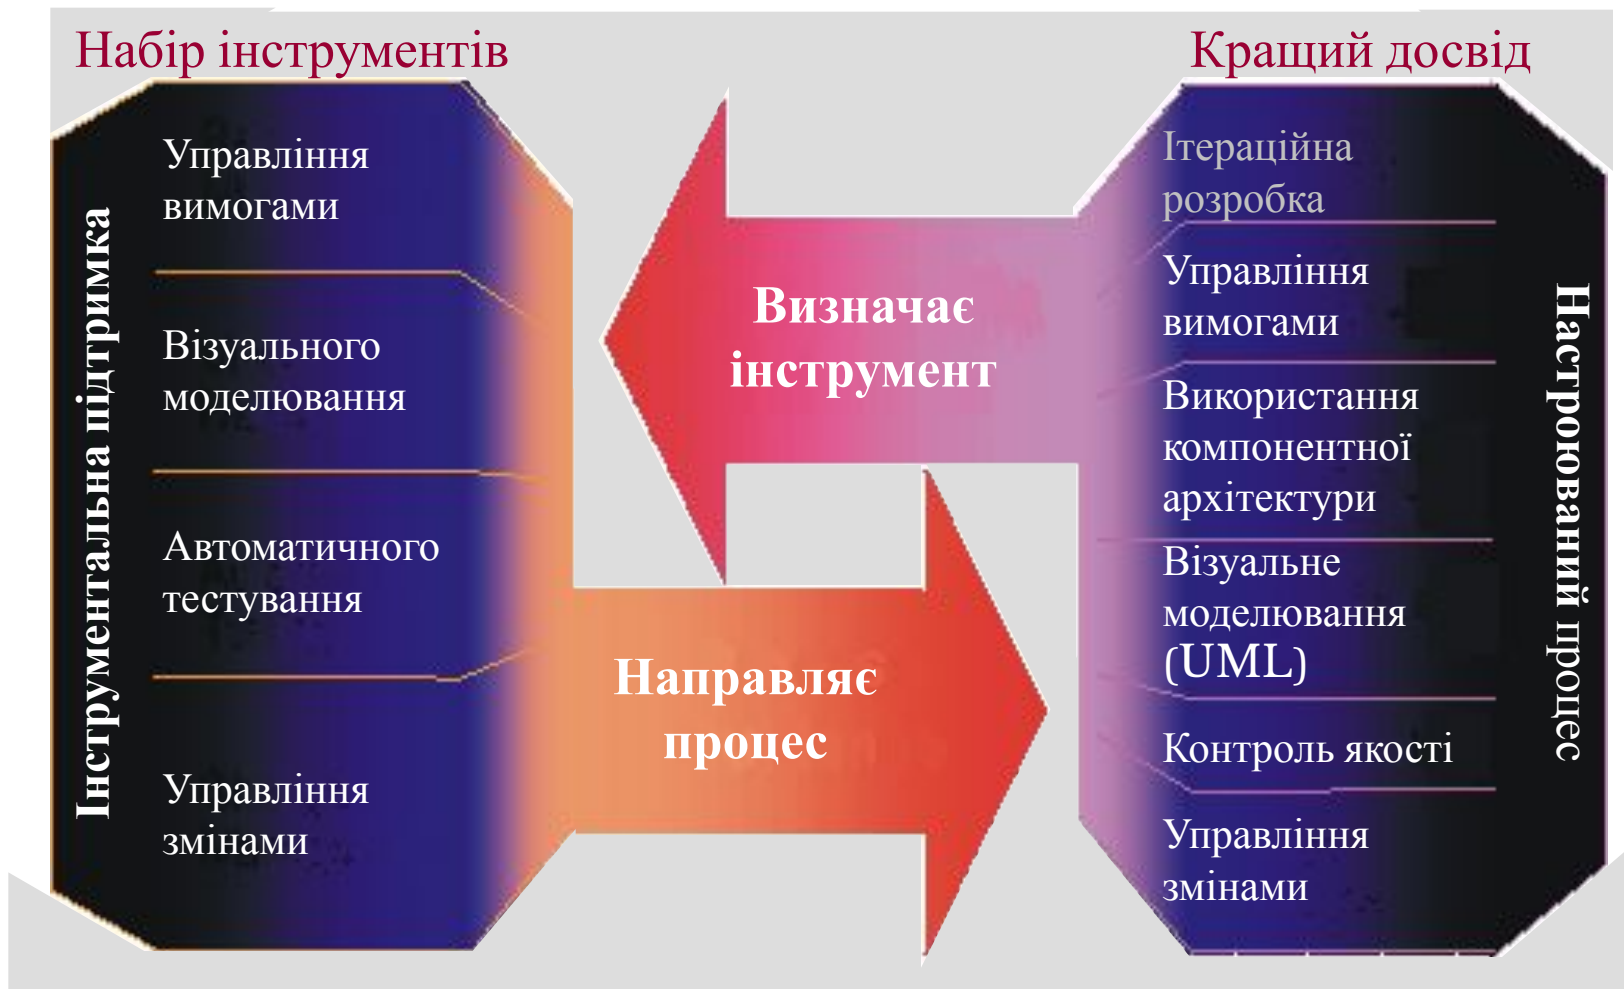 Набір інструментів
Інструментальна підтримка
Управління
вимогами
Візуального
моделювання
Автоматичного
тестування
Управління
змінами
Визначає
інструмент
Направляє
процес
Кращий досвід
Ітераційна
розробка
Управління
вимогами
Використання
компонентної
архітектури
Візуальне
моделювання
(UML)
Контроль якості
Управління
змінами
Настроюваний процес